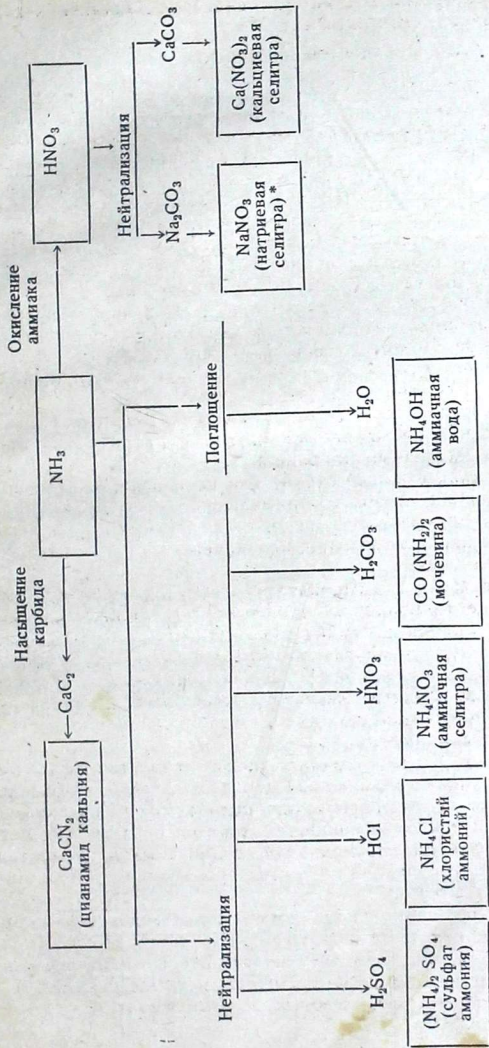 Насыщение
карбида
Окисление
аммиака
CaCN₂
(цианамид кальция)
CaC₂
NH₃
HNO₃
Нейтрализация
Na₂CO₃
CaCO₃
NaNO₃
(натриевая
селитра) *
Ca(NO₃)₂
(кальциевая
селитра)
Нейтрализация
Поглощение
H₂SO₄
HCl
HNO₃
H₂CO₃
H₂O
(NH₄)₂ SO₄
(сульфат
аммония)
NH₄Cl
(хлористый
аммоний)
NH₄NO₃
(аммиачная
селитра)
CO (NH₂)₂
(мочевина)
NH₄OH
(аммиачная
вода)